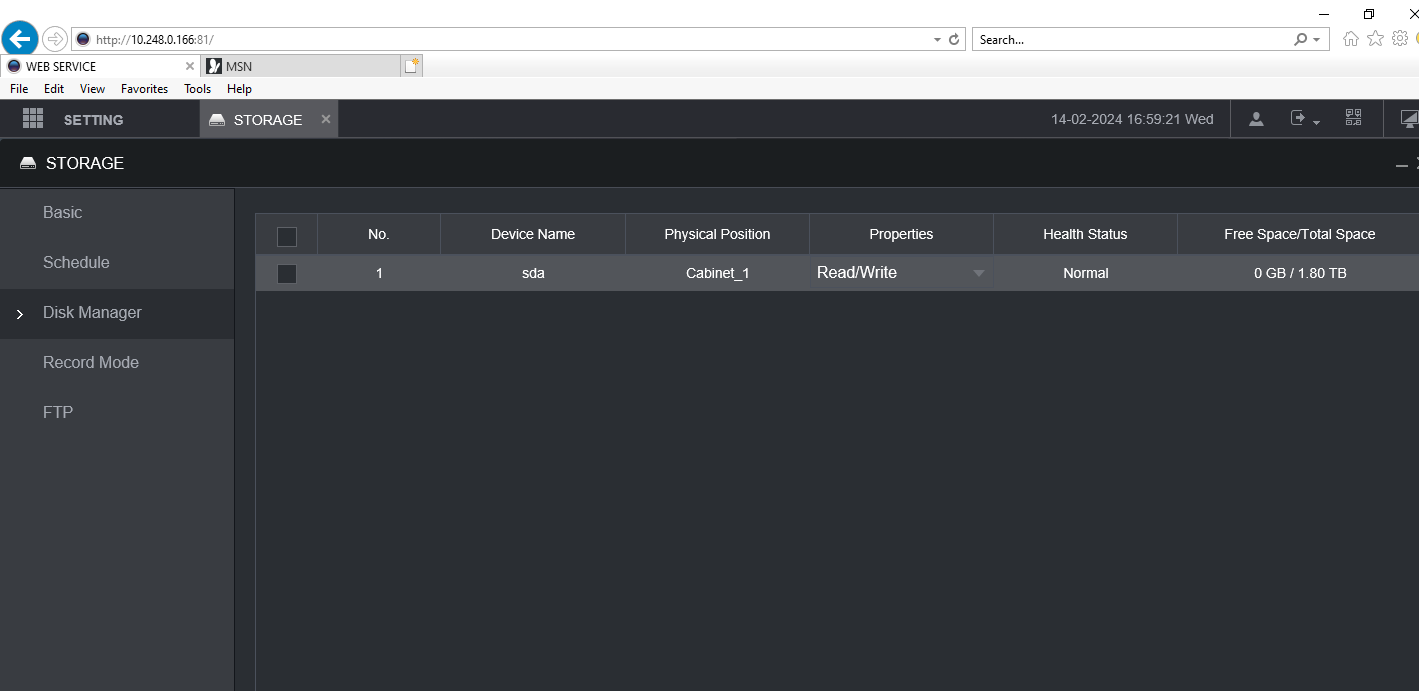 http://10.248.0.166:81/
Search...
WEB SERVICE
MSN
File Edit View Favorites Tools Help
SETTING
STORAGE
14-02-2024 16:59:21 Wed
STORAGE
Basic
Schedule
Disk Manager
Record Mode
FTP
No. Device Name Physical Position Properties Health Status Free Space/Total Space
1 sda Cabinet_1 Read/Write Normal 0 GB / 1.80 TB